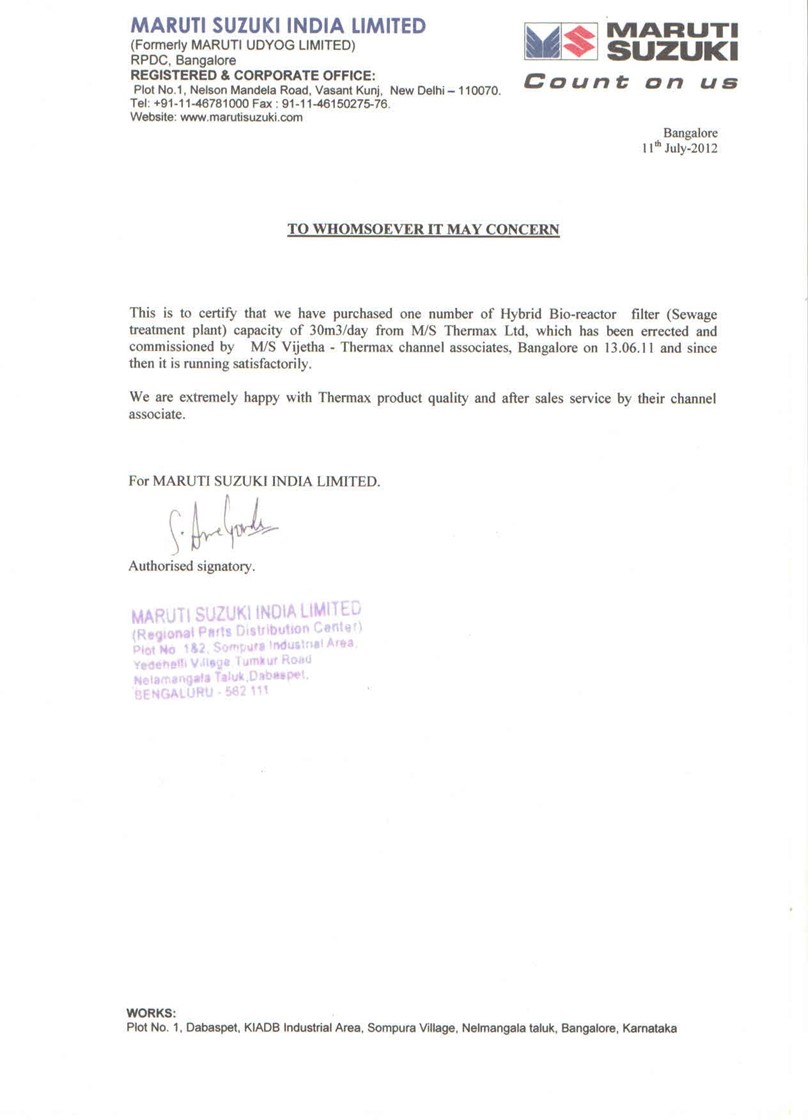 MARUTI SUZUKI INDIA LIMITED
(Formerly MARUTI UDYOG LIMITED)
RPDC, Bangalore
REGISTERED & CORPORATE OFFICE:
Plot No.1, Nelson Mandela Road, Vasant Kunj, New Delhi – 110070.
Tel: +91-11-46781000 Fax : 91-11-46150275-76.
Website: www.marutisuzuki.com
MARUTI
SUZUKI
Count on us
Bangalore
11th July-2012
TO WHOMSOEVER IT MAY CONCERN
This is to certify that we have purchased one number of Hybrid Bio-reactor filter (Sewage
treatment plant) capacity of 30m3/day from M/S Thermax Ltd, which has been errected and
commissioned by M/S Vijetha - Thermax channel associates, Bangalore on 13.06.11 and since
then it is running satisfactorily.
We are extremely happy with Thermax product quality and after sales service by their channel
associate.
For MARUTI SUZUKI INDIA LIMITED.
Authorised signatory.
MARUTI SUZUKI INDIA LIMITED
(Regional Parts Distribution Center)
Plot No 1&2, Sompura Industrial Area,
Yedehalli Village Tumkur Road
Nelamangala Taluk,Dabaspet,
BENGALURU - 562 111
WORKS:
Plot No. 1, Dabaspet, KIADB Industrial Area, Sompura Village, Nelmangala taluk, Bangalore, Karnataka